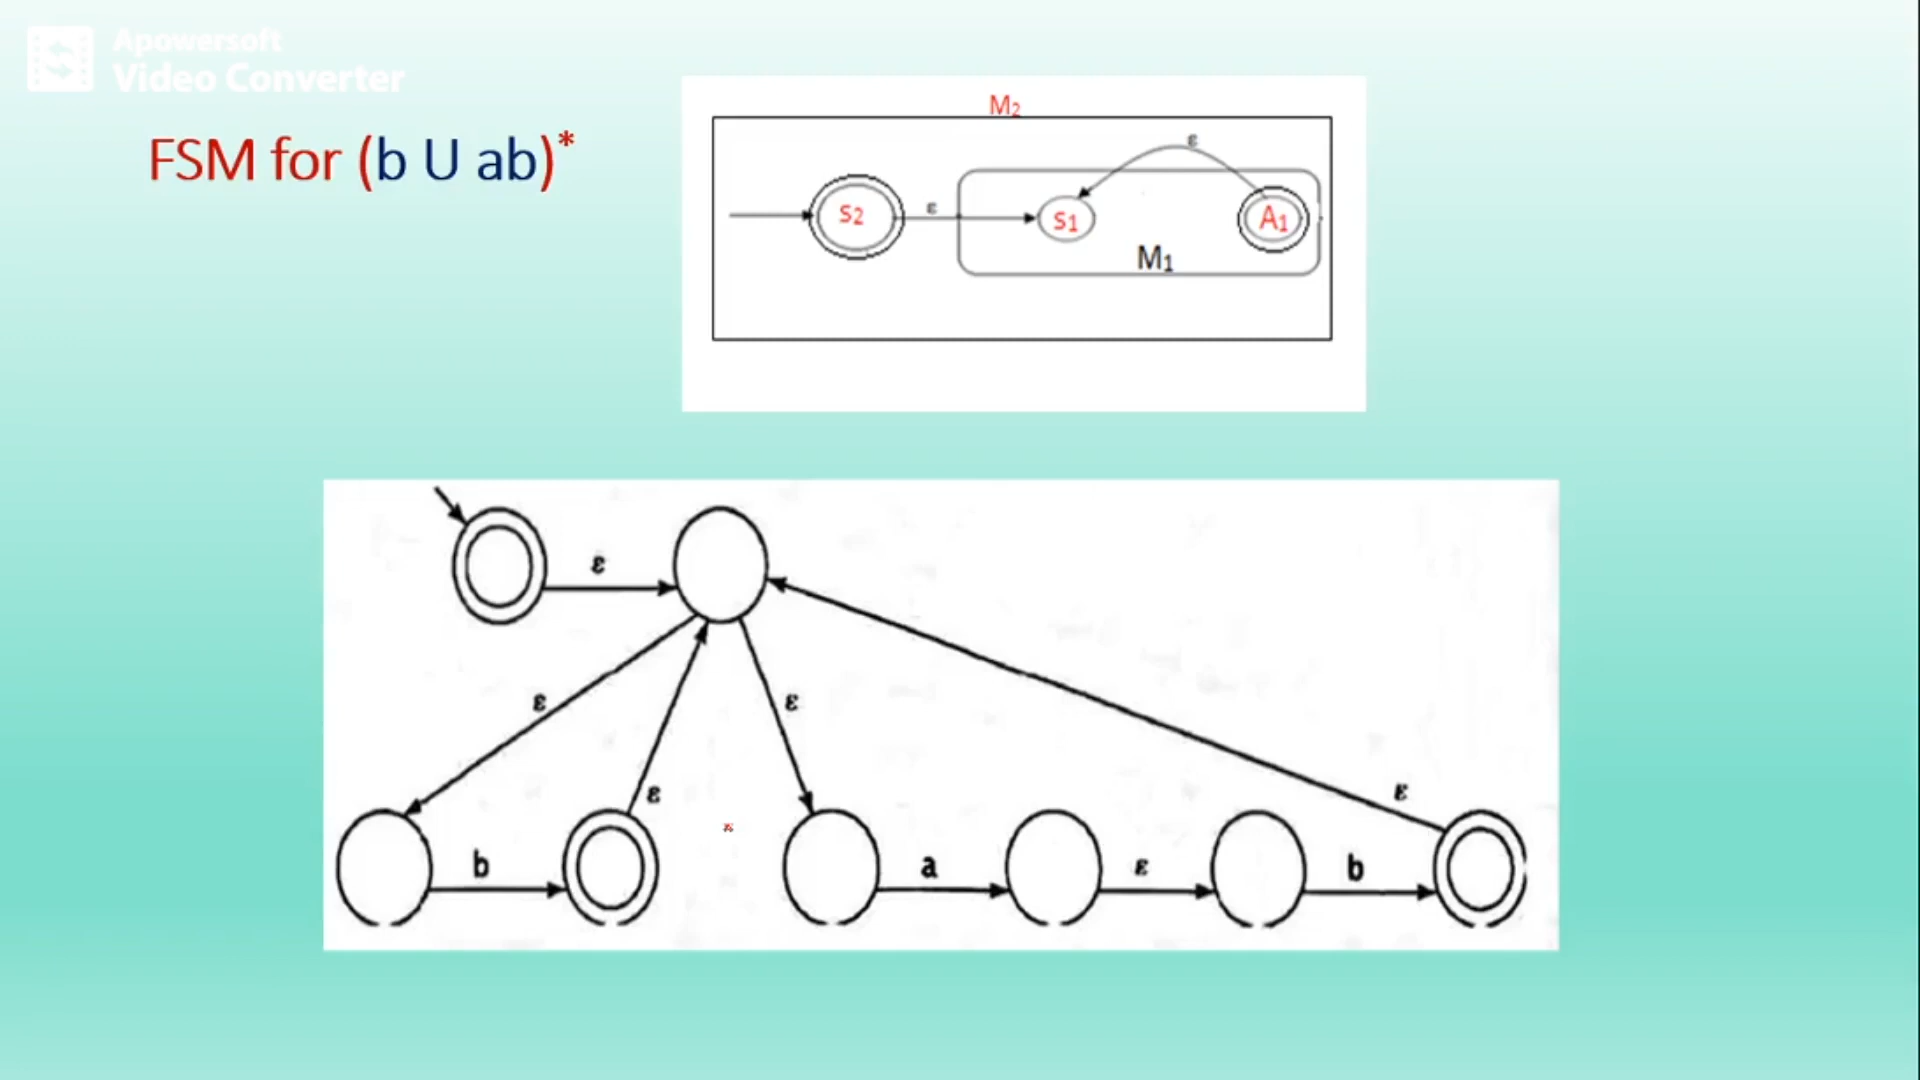 Apowersoft
Video Converter
FSM for (b U ab)*
M₂
ε
s₂
ε
s₁
A₁
M₁
ε
ε
ε
ε
ε
b
a
ε
b